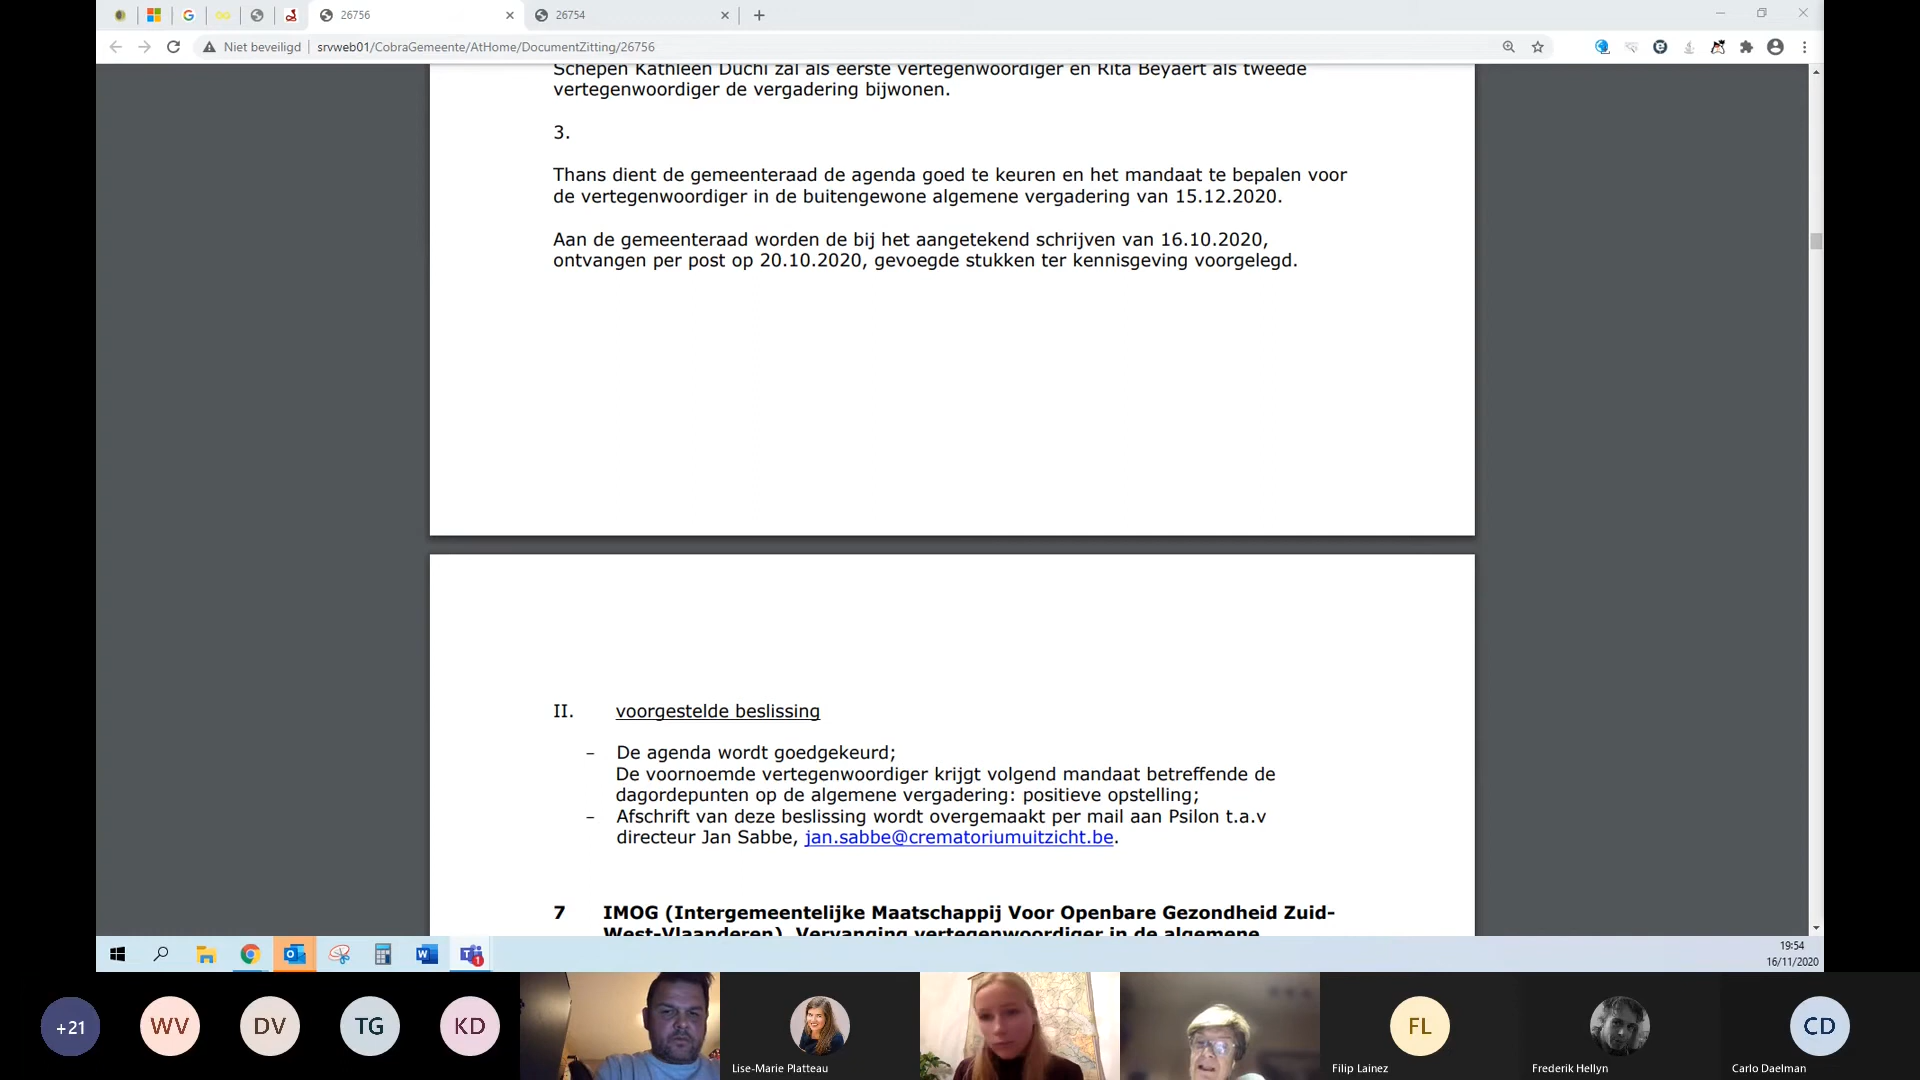 26756
26754
Niet beveiligd
srvweb01/CobraGemeente/AtHome/DocumentZitting/26756
Schepen Kathleen Duchi zal als eerste vertegenwoordiger en Rita Beyaert als tweede
vertegenwoordiger de vergadering bijwonen.
3.
Thans dient de gemeenteraad de agenda goed te keuren en het mandaat te bepalen voor
de vertegenwoordiger in de buitengewone algemene vergadering van 15.12.2020.
Aan de gemeenteraad worden de bij het aangetekend schrijven van 16.10.2020,
ontvangen per post op 20.10.2020, gevoegde stukken ter kennisgeving voorgelegd.
II. voorgestelde beslissing
– De agenda wordt goedgekeurd;
De voornoemde vertegenwoordiger krijgt volgend mandaat betreffende de
dagordepunten op de algemene vergadering: positieve opstelling;
– Afschrift van deze beslissing wordt overgemaakt per mail aan Psilon t.a.v
directeur Jan Sabbe, jan.sabbe@crematoriumuitzicht.be.
7 IMOG (Intergemeentelijke Maatschappij Voor Openbare Gezondheid Zuid-
West-Vlaanderen). Vervanging vertegenwoordiger in de algemene
19:54
16/11/2020
+21
WV
DV
TG
KD
Lise-Marie Platteau
FL
Filip Lainez
Frederik Hellyn
CD
Carlo Daelman